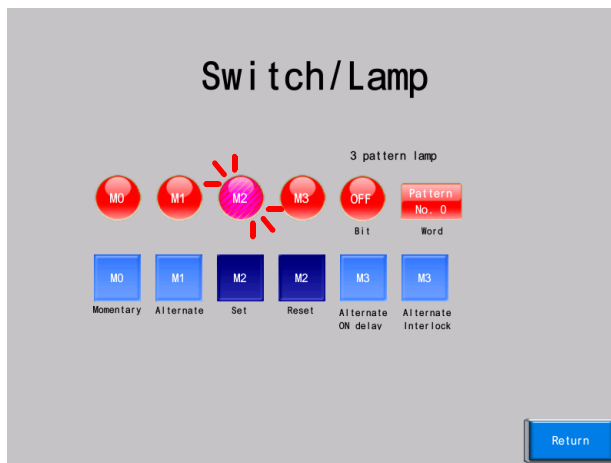 Switch/Lamp
3 pattern lamp
M0 M1 M2 M3 OFF Pattern No. 0
Bit Word
M0 M1 M2 M2 M3 M3
Momentary Alternate Set Reset Alternate ON delay Alternate Interlock
Return